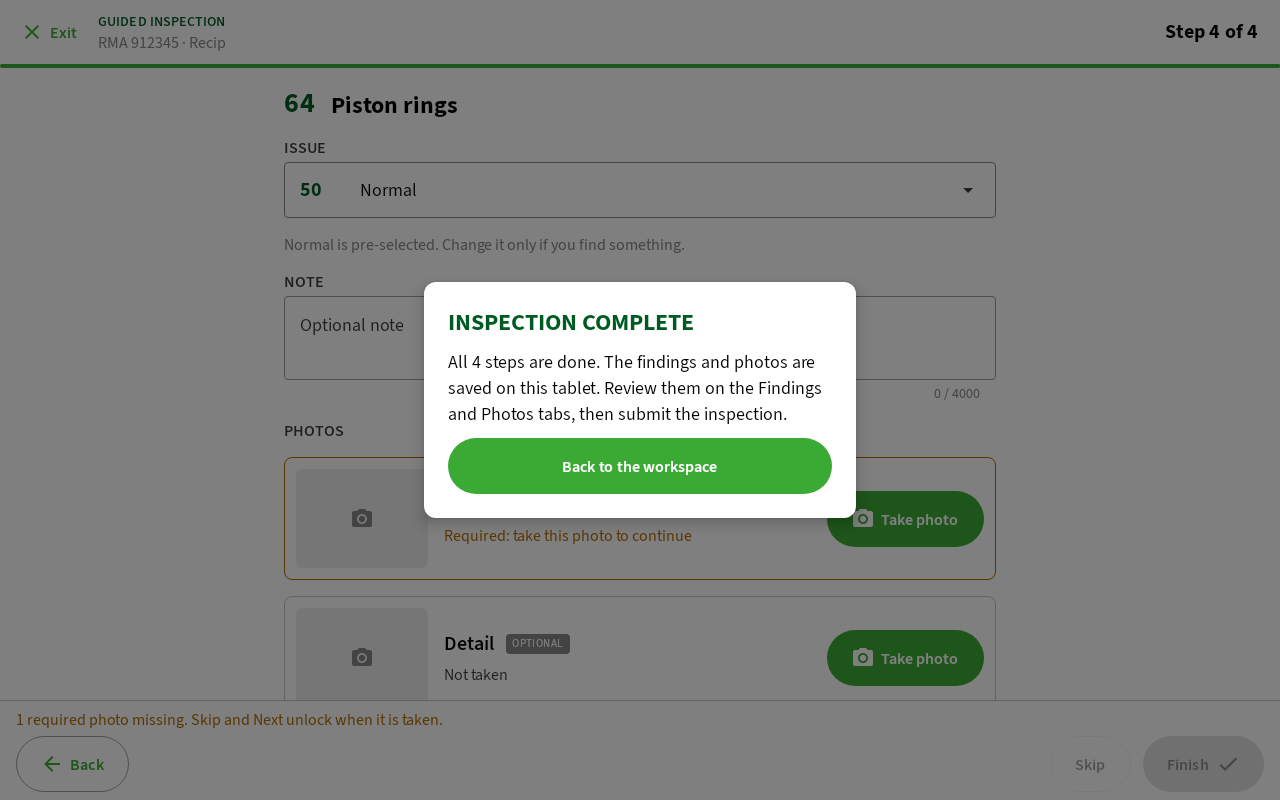 Exit
GUIDED INSPECTION
RMA 912345 · Recip
Step 4 of 4
64 Piston rings
ISSUE
50 Normal
Normal is pre-selected. Change it only if you find something.
NOTE
Optional note
0 / 4000
INSPECTION COMPLETE
All 4 steps are done. The findings and photos are
saved on this tablet. Review them on the Findings
and Photos tabs, then submit the inspection.
Back to the workspace
PHOTOS
Required: take this photo to continue
Take photo
Detail OPTIONAL
Not taken
Take photo
1 required photo missing. Skip and Next unlock when it is taken.
Back
Skip
Finish